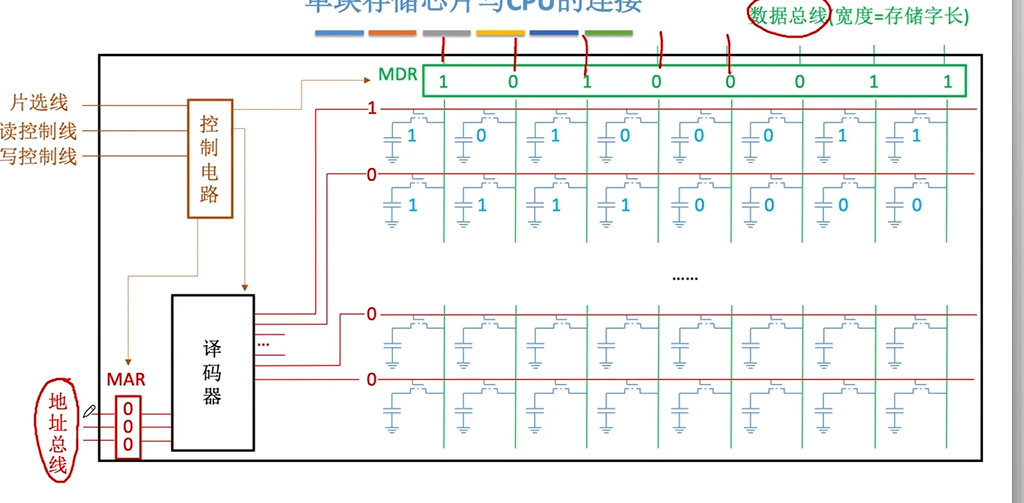 单块存储芯片与CPU的连接
数据总线(宽度=存储字长)
MDR 1 0 1 0 0 0 1 1
片选线
读控制线
写控制线
控制电路
1
1 0 1 0 0 0 1 1
0
1 1 1 1 0 0 0 0
......
0
0
译码器
...
MAR
0
0
0
地址总线